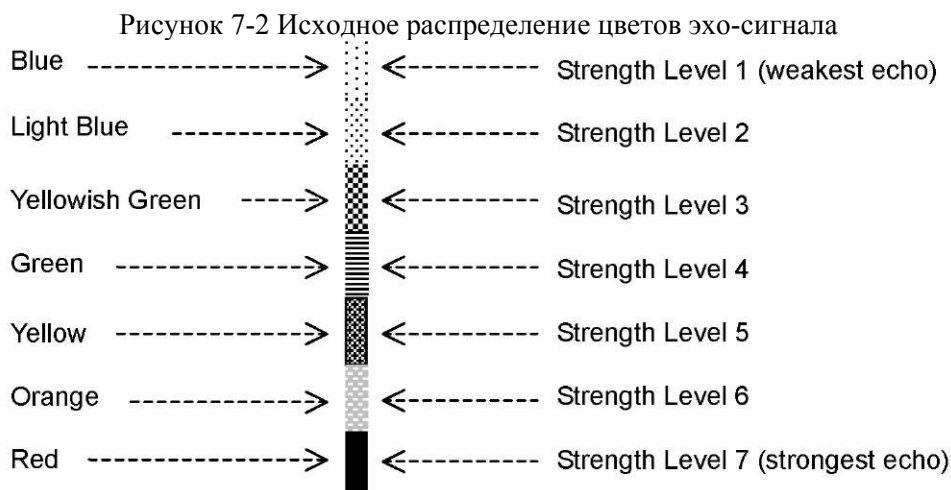 Рисунок 7-2 Исходное распределение цветов эхо-сигнала
Blue Strength Level 1 (weakest echo)
Light Blue Strength Level 2
Yellowish Green Strength Level 3
Green Strength Level 4
Yellow Strength Level 5
Orange Strength Level 6
Red Strength Level 7 (strongest echo)